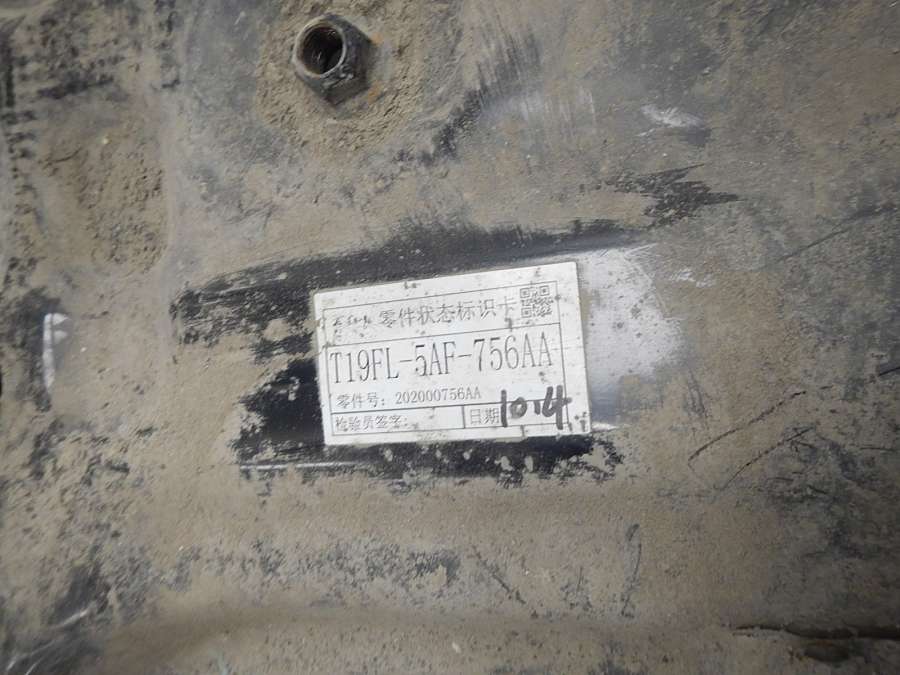 零件状态标识卡
T19FL-5AF-756AA
零件号: 202000756AA
检验员签字: 日期 10.4